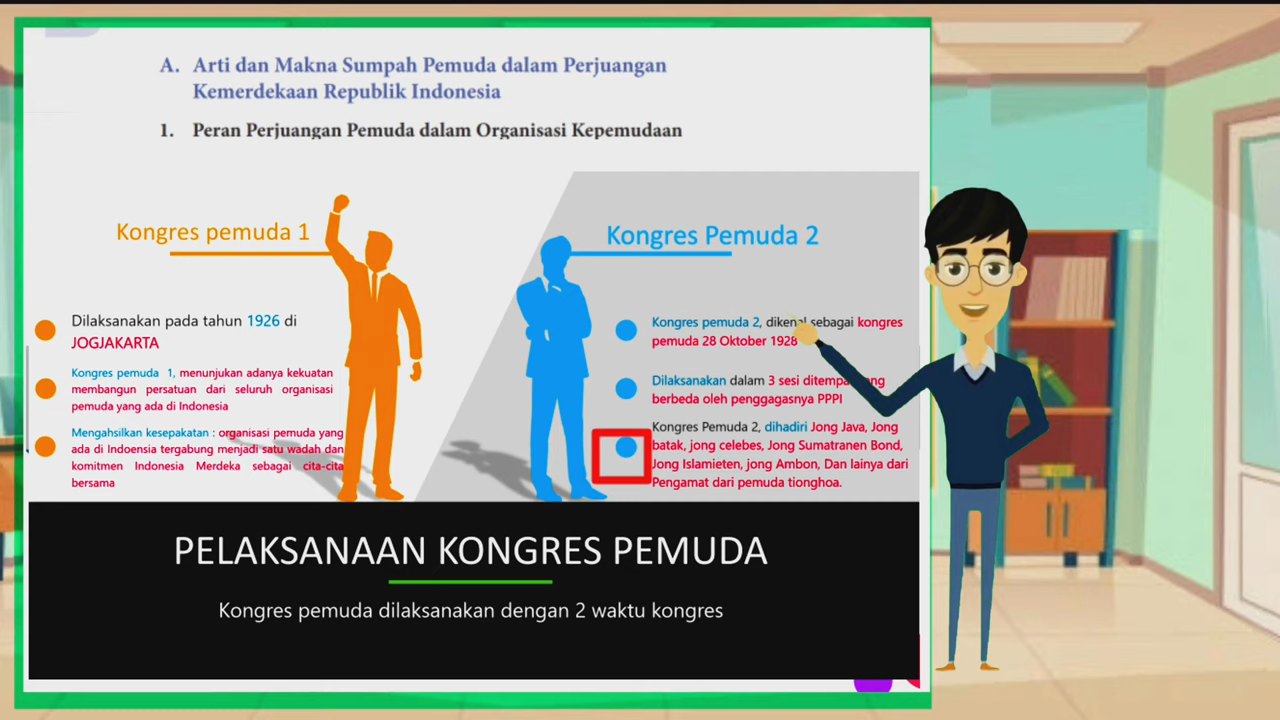 A. Arti dan Makna Sumpah Pemuda dalam Perjuangan
Kemerdekaan Republik Indonesia
1. Peran Perjuangan Pemuda dalam Organisasi Kepemudaan
Kongres pemuda 1
Dilaksanakan pada tahun 1926 di
JOGJAKARTA
Kongres pemuda 1, menunjukan adanya kekuatan
membangun persatuan dari seluruh organisasi
pemuda yang ada di Indonesia
Mengahsilkan kesepakatan : organisasi pemuda yang
ada di Indoensia tergabung menjadi satu wadah dan
komitmen Indonesia Merdeka sebagai cita-cita
bersama
Kongres Pemuda 2
Kongres pemuda 2, dikenal sebagai kongres
pemuda 28 Oktober 1928
Dilaksanakan dalam 3 sesi ditempat yang
berbeda oleh penggagasnya PPPI
Kongres Pemuda 2, dihadiri Jong Java, Jong
batak, jong celebes, Jong Sumatranen Bond,
Jong Islamieten, jong Ambon, Dan lainya dari
Pengamat dari pemuda tionghoa.
PELAKSANAAN KONGRES PEMUDA
Kongres pemuda dilaksanakan dengan 2 waktu kongres